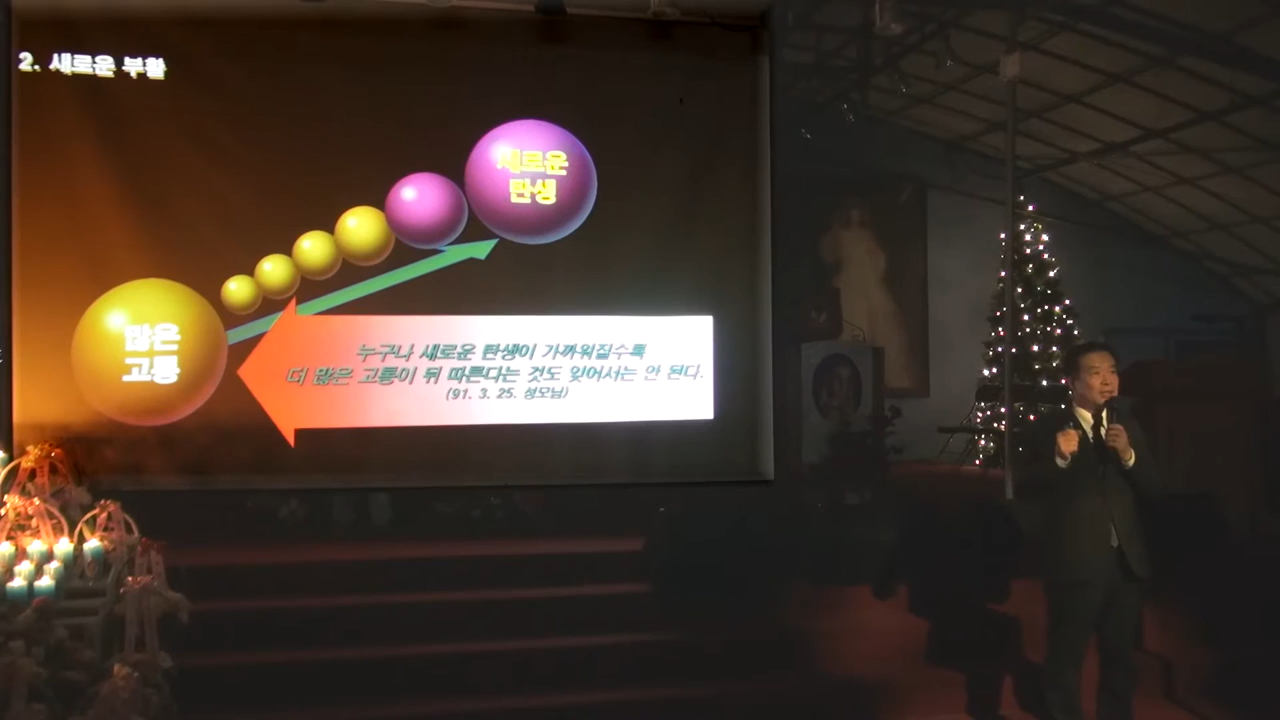 2. 새로운 부활
새로운
탄생
많은
고통
누구나 새로운 탄생이 가까워질수록
더 많은 고통이 뒤 따른다는 것도 잊어서는 안 된다.
(91. 3. 25. 성모님)